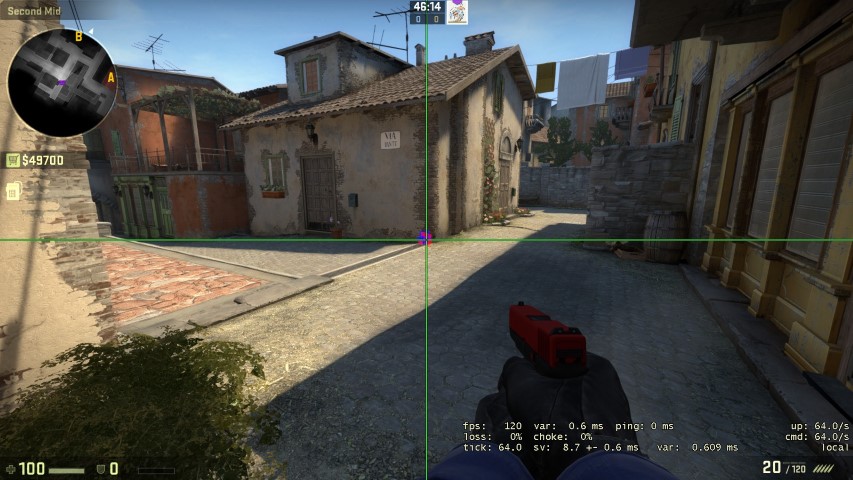 Second Mid
46:14
0 0
B
A
$49700
VIA
fps: 120 var: 0.6 ms ping: 0 ms
loss: 0% choke: 0%
tick: 64.0 sv: 8.7 +- 0.6 ms var: 0.609 ms
up: 64.0/s
cmd: 64.0/s
local
100
0
20 / 120